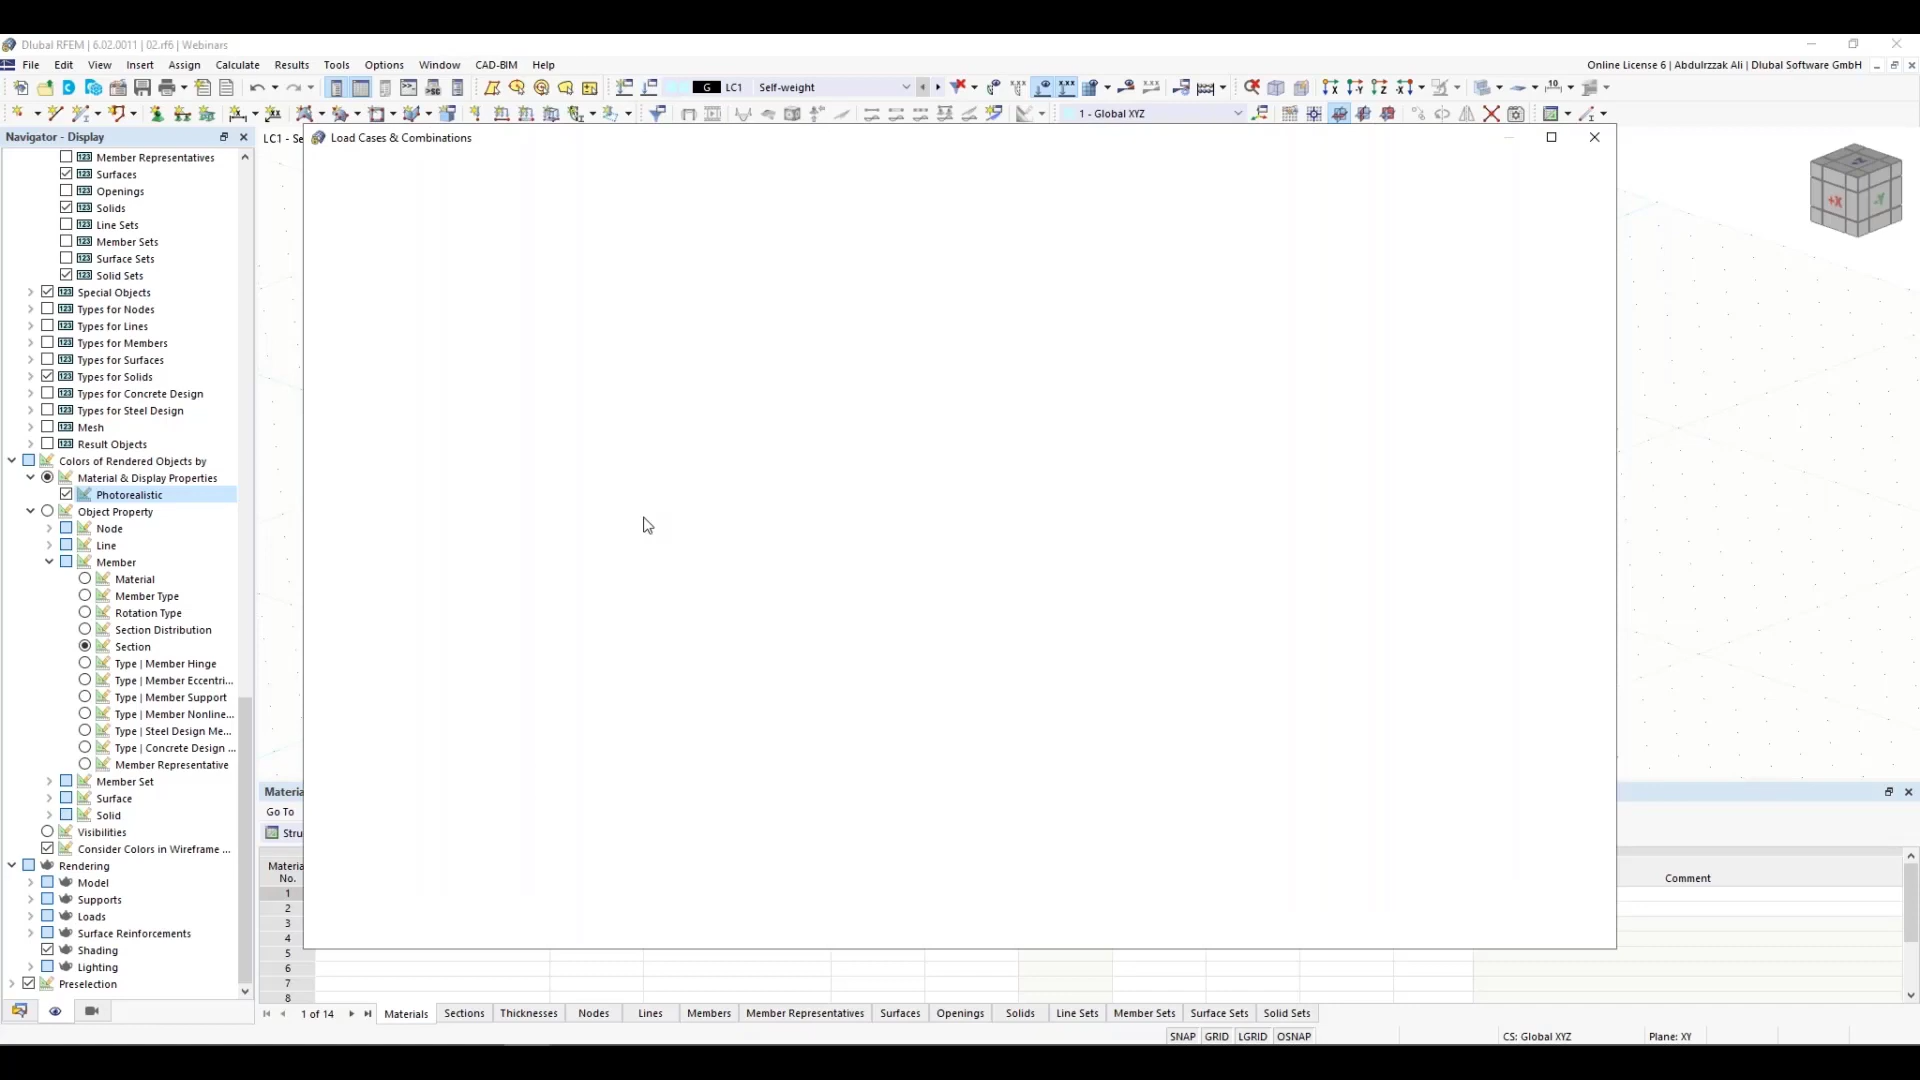 Dlubal RFEM | 6.02.0011 | 02.rf6 | Webinars
File Edit View Insert Assign Calculate Results Tools Options Window CAD-BIM Help
Online License 6 | Abdulrzzak Ali | Dlubal Software GmbH
G LC1 Self-weight
1 - Global XYZ
Navigator - Display
LC1 - Se
Load Cases & Combinations
Member Representatives
Surfaces
Openings
Solids
Line Sets
Member Sets
Surface Sets
Solid Sets
Special Objects
Types for Nodes
Types for Lines
Types for Members
Types for Surfaces
Types for Solids
Types for Concrete Design
Types for Steel Design
Mesh
Result Objects
Colors of Rendered Objects by
Material & Display Properties
Photorealistic
Object Property
Node
Line
Member
Material
Member Type
Rotation Type
Section Distribution
Section
Type | Member Hinge
Type | Member Eccentri...
Type | Member Support
Type | Member Nonline...
Type | Steel Design Me...
Type | Concrete Design ...
Member Representative
Member Set
Surface
Solid
Visibilities
Consider Colors in Wireframe ...
Rendering
Model
Supports
Loads
Surface Reinforcements
Shading
Lighting
Preselection
+X
-Y
Materia
Go To
Stru
Materia
No.
Comment
1
2
3
4
5
6
7
8
1 of 14 Materials Sections Thicknesses Nodes Lines Members Member Representatives Surfaces Openings Solids Line Sets Member Sets Surface Sets Solid Sets
SNAP GRID LGRID OSNAP CS: Global XYZ Plane: XY